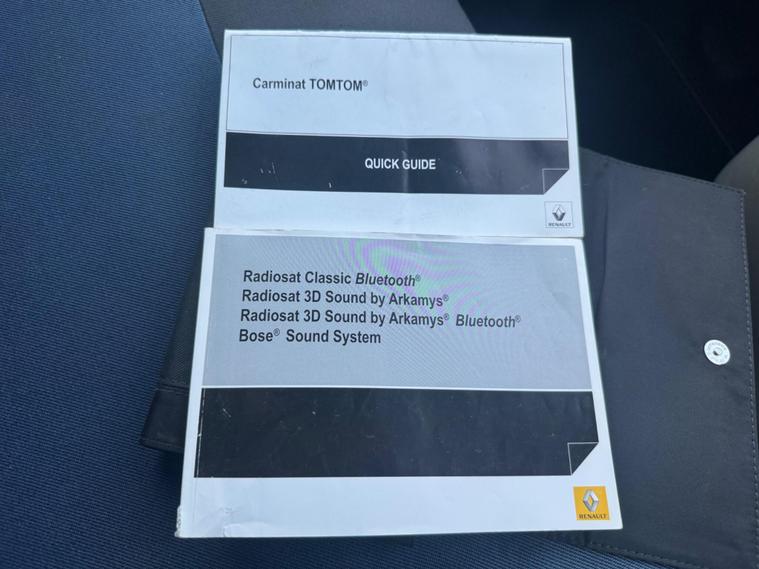 Carminat TOMTOM®
QUICK GUIDE
RENAULT
Radiosat Classic Bluetooth®
Radiosat 3D Sound by Arkamys®
Radiosat 3D Sound by Arkamys® Bluetooth®
Bose® Sound System
RENAULT